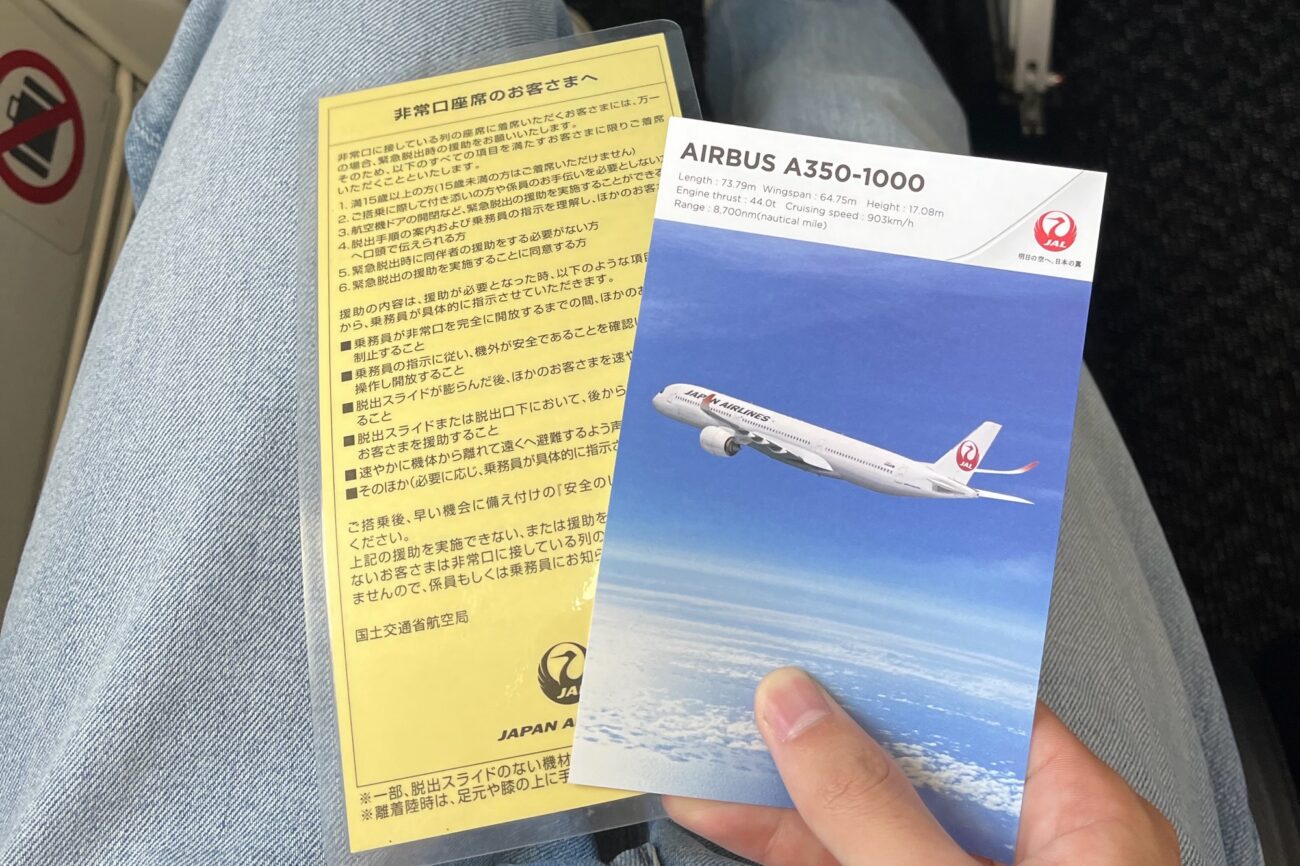 非常口座席のお客さまへ
非常口に接している列の座席に着席いただくお客さまには、万一
の場合、緊急脱出時の援助をお願いいたします。
そのため、以下のすべての項目を満たすお客さまに限りご着席
いただくことといたします。
1. 満15歳以上の方(15歳未満の方はご着席いただけません)
2. ご搭乗に際して付き添いの方や係員のお手伝いを必要としない
3. 航空機ドアの開閉など、緊急脱出の援助を実施することができる
4. 脱出手順の案内および乗務員の指示を理解し、ほかのお客
へ口頭で伝えられる方
5. 緊急脱出時に同伴者の援助をする必要がない方
6. 緊急脱出の援助を実施することに同意する方
援助の内容は、援助が必要となった時、以下のような項目
から、乗務員が具体的に指示させていただきます。
■乗務員が非常口を完全に開放するまでの間、ほかのお
制止すること
■乗務員の指示に従い、機外が安全であることを確認し
操作し開放すること
■脱出スライドが膨らんだ後、ほかのお客さまを速や
ること
■脱出スライドまたは脱出口下において、後から
お客さまを援助すること
■速やかに機体から離れて遠くへ避難するよう声
■そのほか(必要に応じ、乗務員が具体的に指示さ
ご搭乗後、早い機会に備え付けの『安全のし
ください。
上記の援助を実施できない、または援助を
ないお客さまは非常口に接している列の
ませんので、係員もしくは乗務員にお知ら
国土交通省航空局
JAL
JAPAN A
※一部、脱出スライドのない機材
※離着陸時は、足元や膝の上に手
AIRBUS A350-1000
Length : 73.79m Wingspan : 64.75m Height : 17.08m
Engine thrust : 44.0t Cruising speed : 903km/h
Range : 8,700nm(nautical mile)
JAL
明日の空へ、日本の翼
JAPAN AIRLINES
JAL